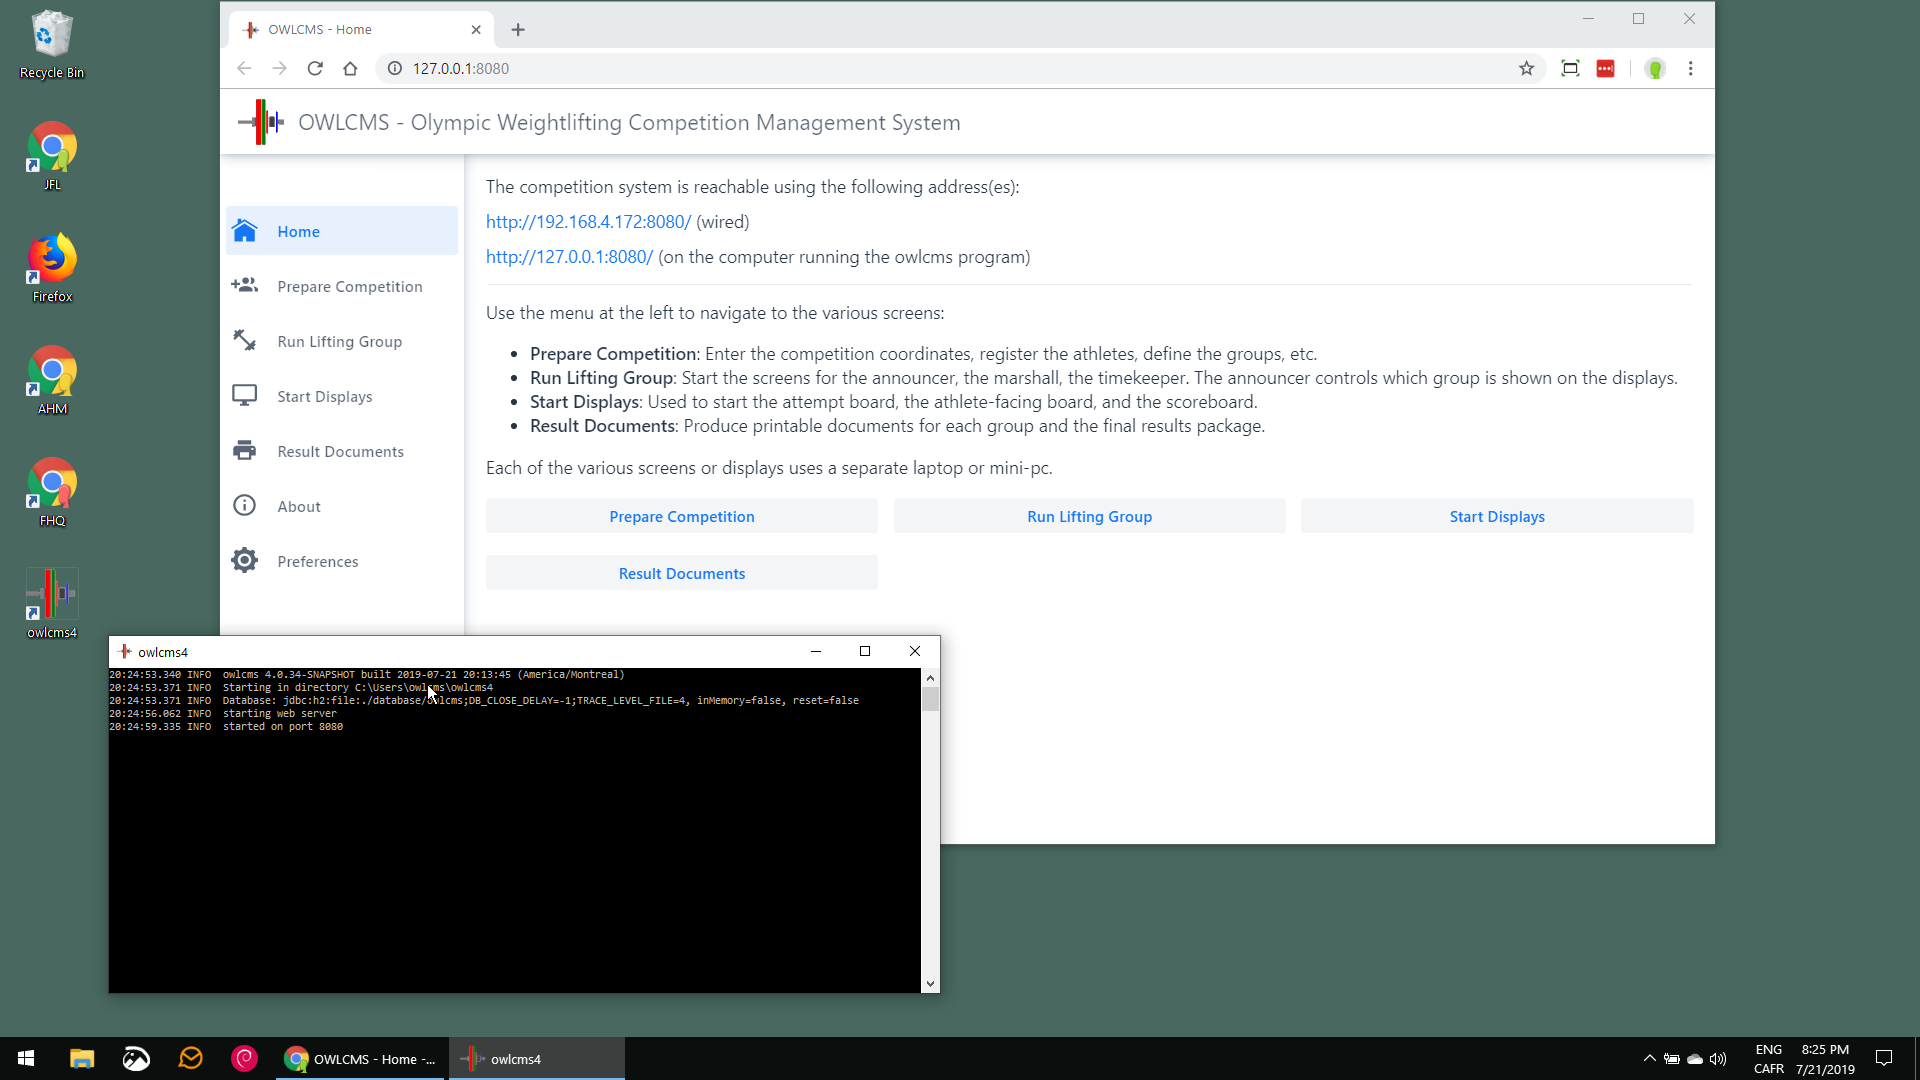 Recycle Bin
JFL
Firefox
AHM
FHQ
owlcms4
OWLCMS - Home
127.0.0.1:8080
OWLCMS - Olympic Weightlifting Competition Management System
Home
Prepare Competition
Run Lifting Group
Start Displays
Result Documents
About
Preferences
The competition system is reachable using the following address(es):
http://192.168.4.172:8080/ (wired)
http://127.0.0.1:8080/ (on the computer running the owlcms program)
Use the menu at the left to navigate to the various screens:
• Prepare Competition: Enter the competition coordinates, register the athletes, define the groups, etc.
• Run Lifting Group: Start the screens for the announcer, the marshall, the timekeeper. The announcer controls which group is shown on the displays.
• Start Displays: Used to start the attempt board, the athlete-facing board, and the scoreboard.
• Result Documents: Produce printable documents for each group and the final results package.
Each of the various screens or displays uses a separate laptop or mini-pc.
Prepare Competition Run Lifting Group Start Displays
Result Documents
owlcms4
20:24:53.340 INFO owlcms 4.0.34-SNAPSHOT built 2019-07-21 20:13:45 (America/Montreal)
20:24:53.371 INFO Starting in directory C:\Users\owlcms\owlcms4
20:24:53.371 INFO Database: jdbc:h2:file:./database/owlcms;DB_CLOSE_DELAY=-1;TRACE_LEVEL_FILE=4, inMemory=false, reset=false
20:24:56.062 INFO starting web server
20:24:59.335 INFO started on port 8080
OWLCMS - Home -...
owlcms4
ENG
CAFR
8:25 PM
7/21/2019